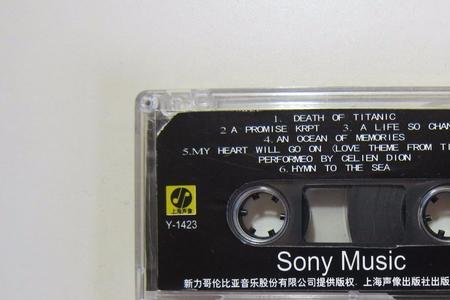 1. DEATH OF TITANIC
2 A PROMISE KRPT 3. A LIFE SO CHAN
4. AN OCEAN OF MEMORIES
5.MY HEART WILL GO ON (LOVE THEME FROM TI
PERFORMEO BY CELIEN DION
6. HYMN TO THE SEA
上海声像
Y-1423
Sony Music
新力哥伦比亚音乐股份有限公司提供版权. 上海声像出版社出版